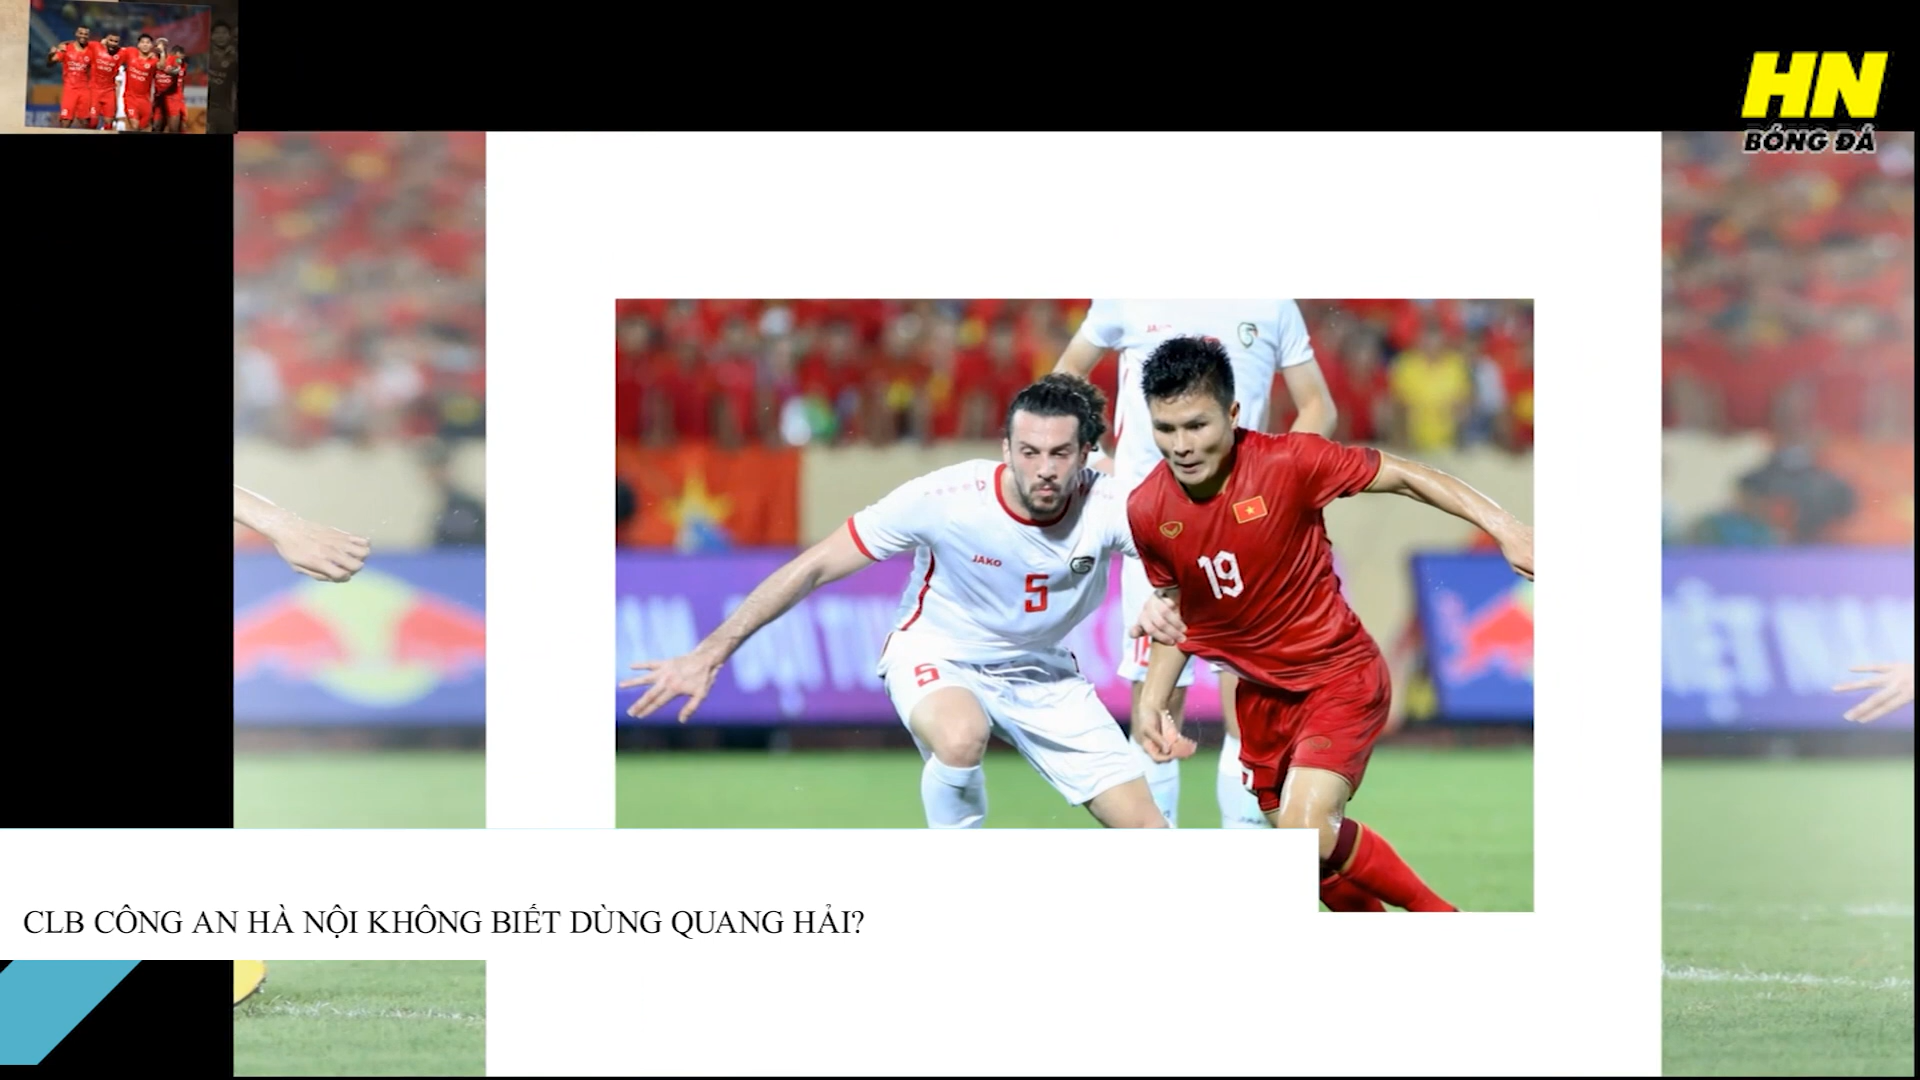 HN
BÓNG ĐÁ
JAKO
5
5
19
CLB CÔNG AN HÀ NỘI KHÔNG BIẾT DÙNG QUANG HẢI?